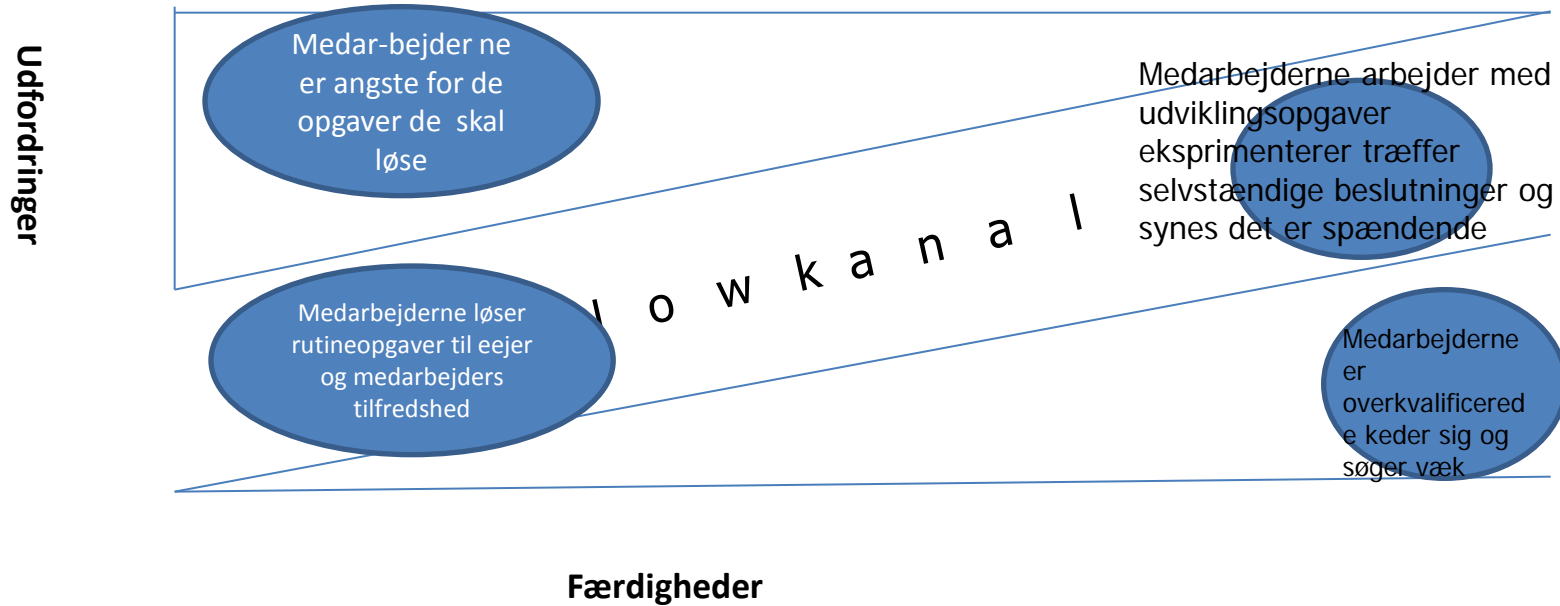 Udfordringer
Medar-bejder ne
er angste for de
opgaver de skal
løse
Medarbejderne arbejder med
udviklingsopgaver
eksprimenterer træffer
selvstændige beslutninger og
synes det er spændende
l o w k a n a l
Medarbejderne løser
rutineopgaver til eejer
og medarbejders
tilfredshed
Medarbejderne
er
overkvalificered
e keder sig og
søger væk
Færdigheder